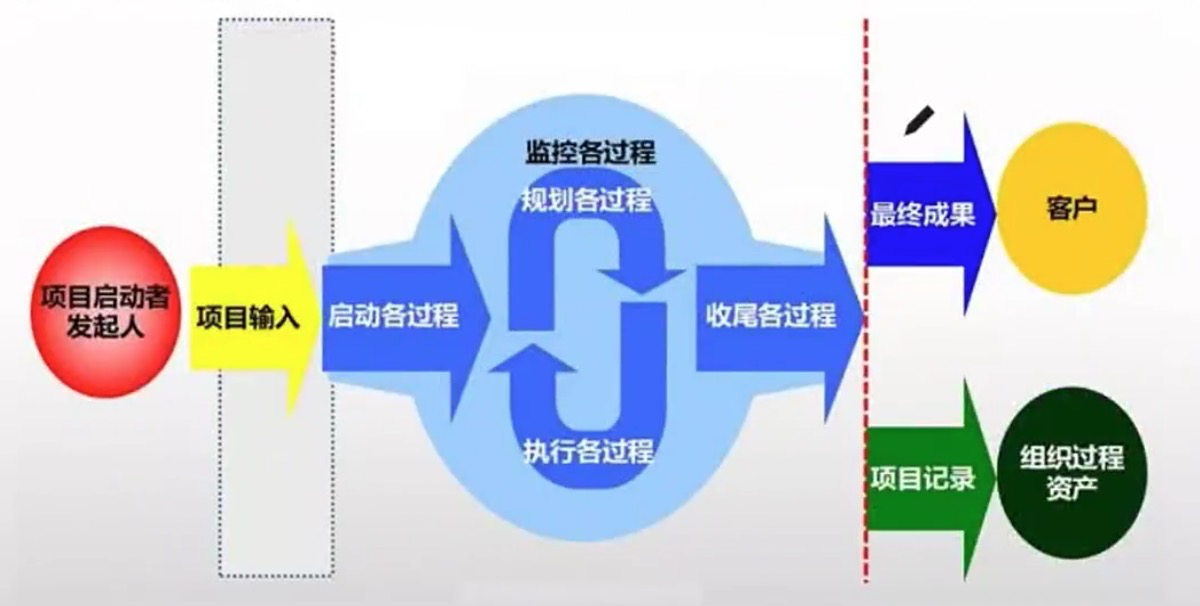 项目启动者
发起人
项目输入
启动各过程
监控各过程
规划各过程
执行各过程
收尾各过程
最终成果
客户
项目记录
组织过程
资产